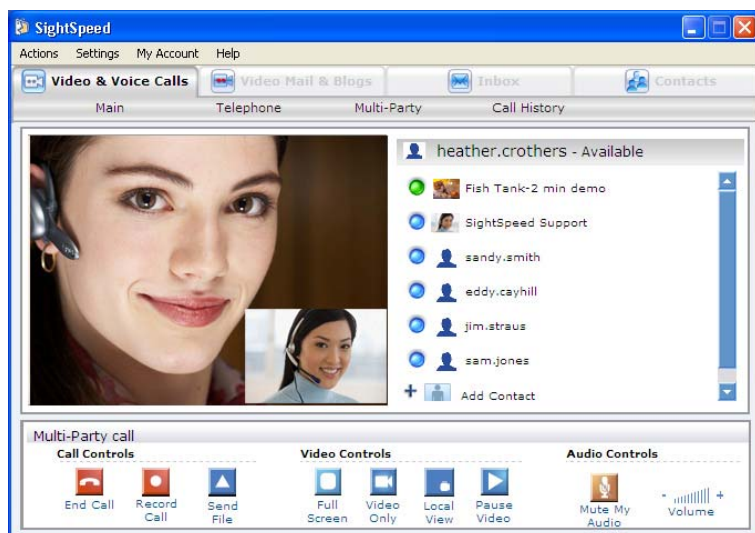 SightSpeed
Actions Settings My Account Help
Video & Voice Calls Video Mail & Blogs Inbox Contacts
Main Telephone Multi-Party Call History
heather.crothers - Available
Fish Tank-2 min demo
SightSpeed Support
sandy.smith
eddy.cayhill
jim.straus
sam.jones
+ Add Contact
Multi-Party call
Call Controls Video Controls Audio Controls
End Call Record Call Send File Full Screen Video Only Local View Pause Video Mute My Audio - + Volume